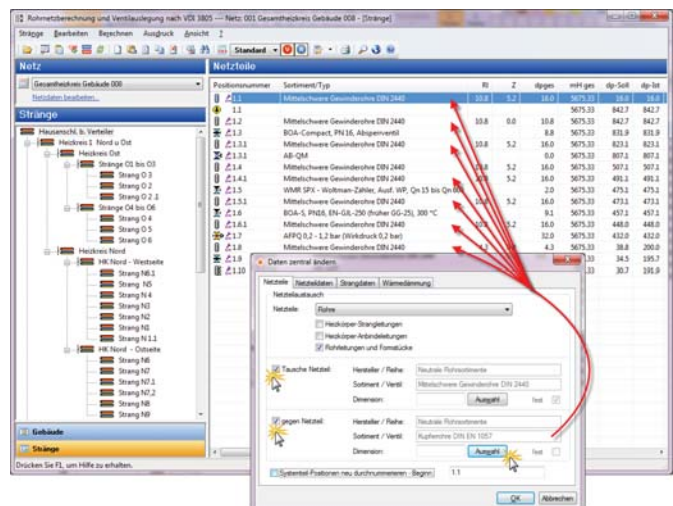 Rohrnetzberechnung und Ventilauslegung nach VDI 3805 --- Netz: 001 Gesamtheizkreis Gebäude 008 - [Stränge]
Stränge Bearbeiten Berechnen Ausdruck Ansicht ?
Standard
Netz
Gesamtheizkreis Gebäude 008
Netzdaten bearbeiten...
Stränge
Hausanschl. b. Verteiler
Heizkreis 1 Nord u Ost
Heizkreis Ost
Stränge O1 bis O3
Strang O 3
Strang O 2
Strang O 2 .1
Stränge O4 bis O6
Strang O 4
Strang O 5
Strang O 6
Heizkreis Nord
HK Nord - Westseite
Strang N6.1
Strang N5
Strang N 4
Strang N3
Strang N2
Strang N1
Strang N 1.1
HK Nord - Ostseite
Strang N6
Strang N7
Strang N7.1
Strang N7,2
Strang N8
Strang N9
Gebäude
Stränge
Drücken Sie F1, um Hilfe zu erhalten.
Netzteile
Positionsnummer Sortiment/Typ Rl Z dpges mH ges dp-Soll dp-Ist
1.1 Mittelschwere Gewinderohre DIN 2440 10.8 5.2 16.0 5675.33 16.0 16.0
1.1 5675.33 842.7 842.7
1.2 Mittelschwere Gewinderohre DIN 2440 10.8 0.0 10.8 5675.33 842.7 842.7
1.3 BOA-Compact, PN 16, Absperrventil 8.8 5675.33 831.9 831.9
1.3.1 Mittelschwere Gewinderohre DIN 2440 10.8 5.2 16.0 5675.33 823.1 823.1
1.3.1 AB-QM 0.0 5675.33 807.1 807.1
1.4 Mittelschwere Gewinderohre DIN 2440 5.2 16.0 5675.33 507.1 507.1
1.4.1 Mittelschwere Gewinderohre DIN 2440 5.2 16.0 5675.33 491.1 491.1
1.5 WMR SPX - Woltman-Zähler, Ausf. WP, Qn 15 bis Qn 600 2.0 5675.33 475.1 475.1
1.5.1 Mittelschwere Gewinderohre DIN 2440 5.2 16.0 5675.33 473.1 473.1
1.6 BOA-S, PN16, EN-GJL-250 (früher GG-25), 300 °C 9.1 5675.33 457.1 457.1
1.6.1 Mittelschwere Gewinderohre DIN 2440 5.2 16.0 5675.33 448.0 448.0
1.7 AFPQ 0,2 - 1,2 bar (Wirkdruck 0,2 bar) 32.0 5675.33 432.0 432.0
1.8 Mittelschwere Gewinderohre DIN 2440 4.3 5675.33 38.8 200.0
1.9 34.5 195.7
1.10 30.7 191.9
Daten zentral ändern
Netzteile Netzteildaten Strangdaten Wärmedämmung
Netzteilaustausch
Netzteile: Rohre
Heizkörper-Strangleitungen
Heizkörper-Anbindeleitungen
Rohrleitungen und Formstücke
Tausche Netzteil: Hersteller / Reihe: Neutrale Rohrsortimente
Sortiment / Ventil: Mittelschwere Gewinderohre DIN 2440
Dimension: Auswahl fest
gegen Netzteil: Hersteller / Reihe: Neutrale Rohrsortimente
Sortiment / Ventil: Kupferrohre DIN EN 1057
Dimension: Auswahl fest
Systemteil-Positionen neu durchnummerieren Beginn: 1.1
OK Abbrechen